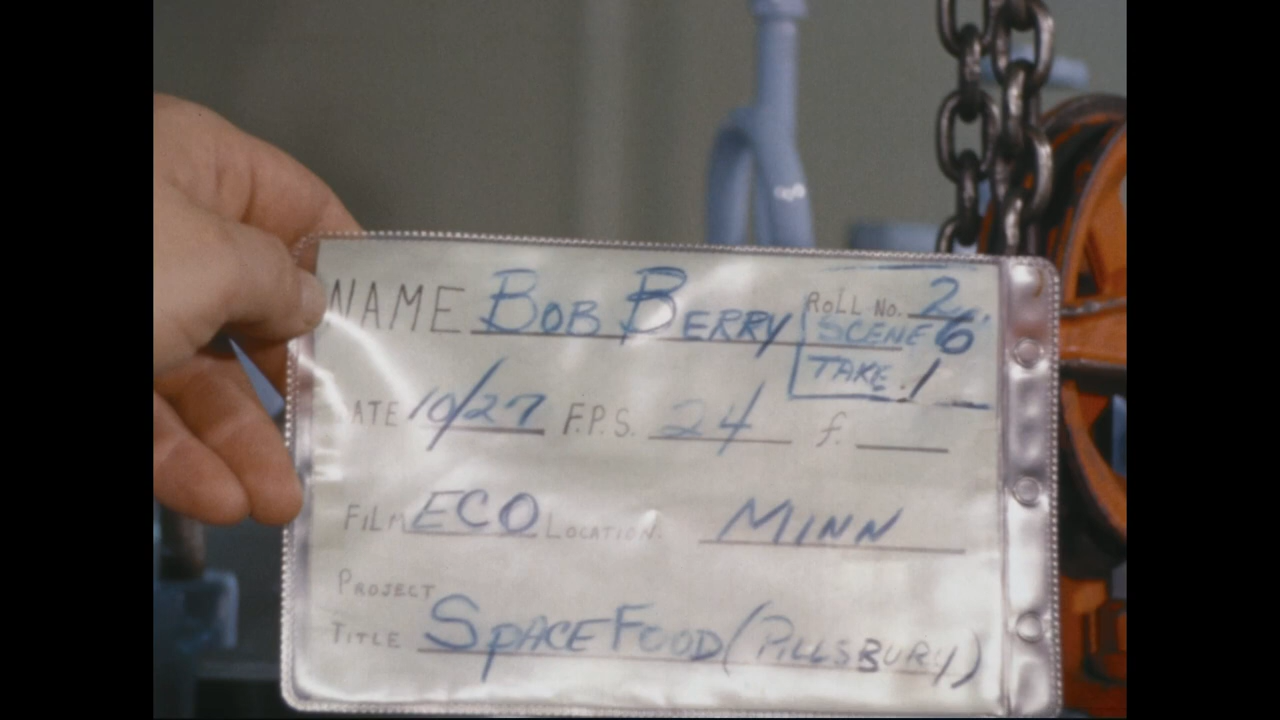 NAME BOB BERRY
ROLL NO. 2
SCENE 6
TAKE 1
DATE 10/27 F.P.S. 24 f.
FILM ECO LOCATION. MINN
PROJECT
TITLE SPACE FOOD (PILLSBURY)